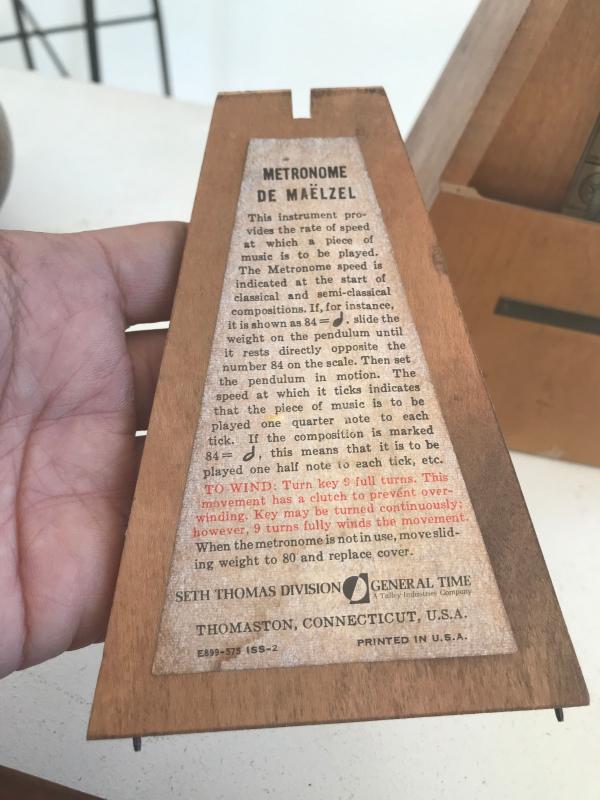 METRONOME
DE MAËLZEL
This instrument pro-
vides the rate of speed
at which a piece of
music is to be played.
The Metronome speed is
indicated at the start of
classical and semi-classical
compositions. If, for instance,
it is shown as 84=♩, slide the
weight on the pendulum until
it rests directly opposite the
number 84 on the scale. Then set
the pendulum in motion. The
speed at which it ticks indicates
that the piece of music is to be
played one quarter note to each
tick. If the composition is marked
84=𝅗𝅥, this means that it is to be
played one half note to each tick, etc.
TO WIND: Turn key 9 full turns. This
movement has a clutch to prevent over-
winding. Key may be turned continuously;
however, 9 turns fully winds the movement.
When the metronome is not in use, move slid-
ing weight to 80 and replace cover.
SETH THOMAS DIVISION GENERAL TIME
A Talley Industries Company
THOMASTON, CONNECTICUT, U.S.A.
E899-575 ISS-2 PRINTED IN U.S.A.